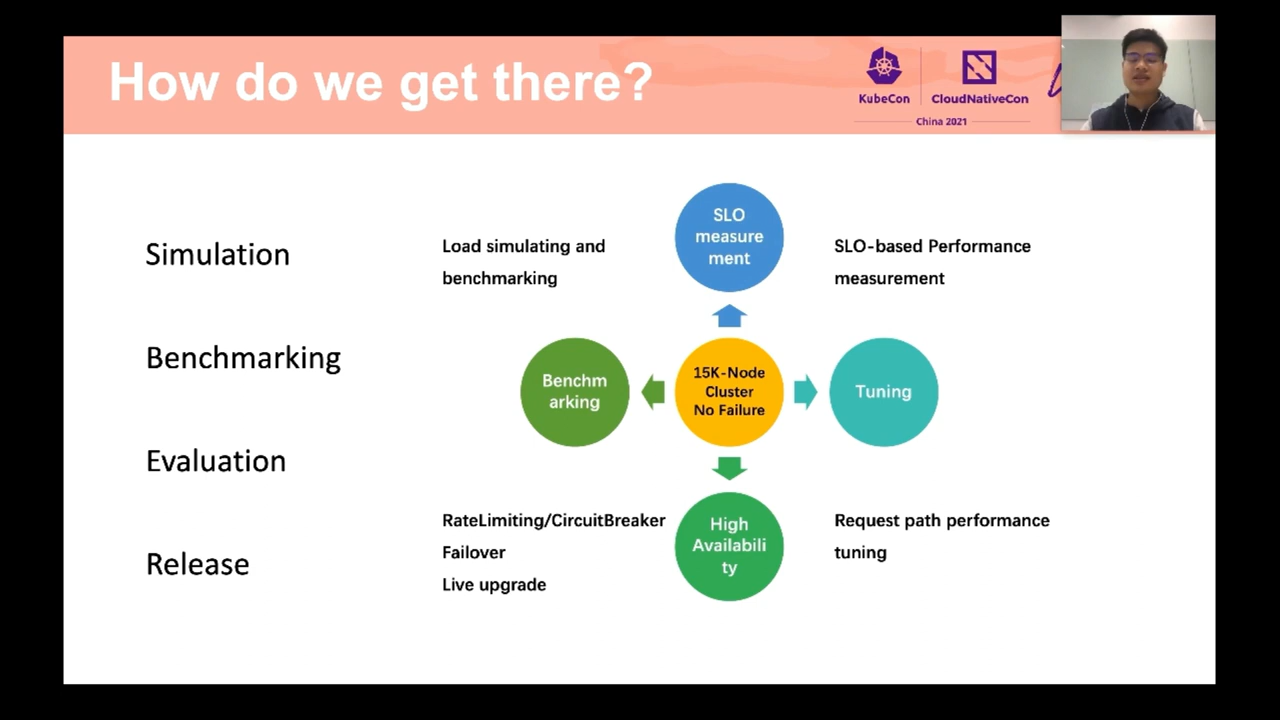 How do we get there?
KubeCon
CloudNativeCon
China 2021
Simulation
Benchmarking
Evaluation
Release
Load simulating and
benchmarking
SLO
measure
ment
SLO-based Performance
measurement
Benchm
arking
15K-Node
Cluster
No Failure
Tuning
RateLimiting/CircuitBreaker
Failover
Live upgrade
High
Availabili
ty
Request path performance
tuning